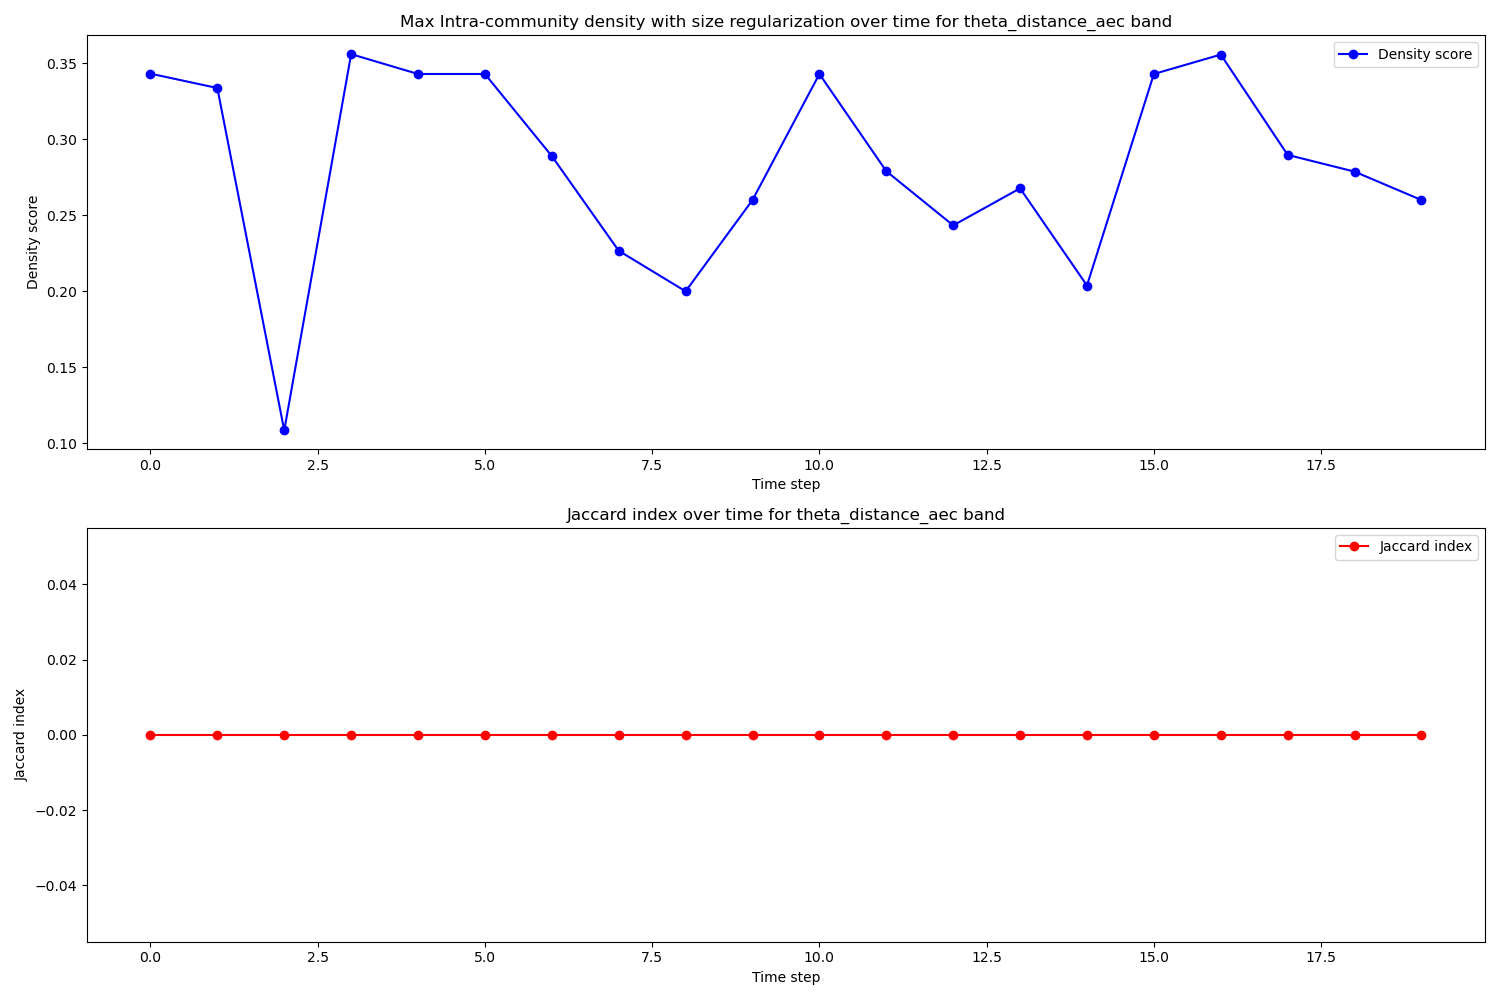 Max Intra-community density with size regularization over time for theta_distance_aec band
Density score
Density score
0.35
0.30
0.25
0.20
0.15
0.10
0.0 2.5 5.0 7.5 10.0 12.5 15.0 17.5
Time step
Jaccard index over time for theta_distance_aec band
Jaccard index
Jaccard index
0.04
0.02
0.00
−0.02
−0.04
0.0 2.5 5.0 7.5 10.0 12.5 15.0 17.5
Time step